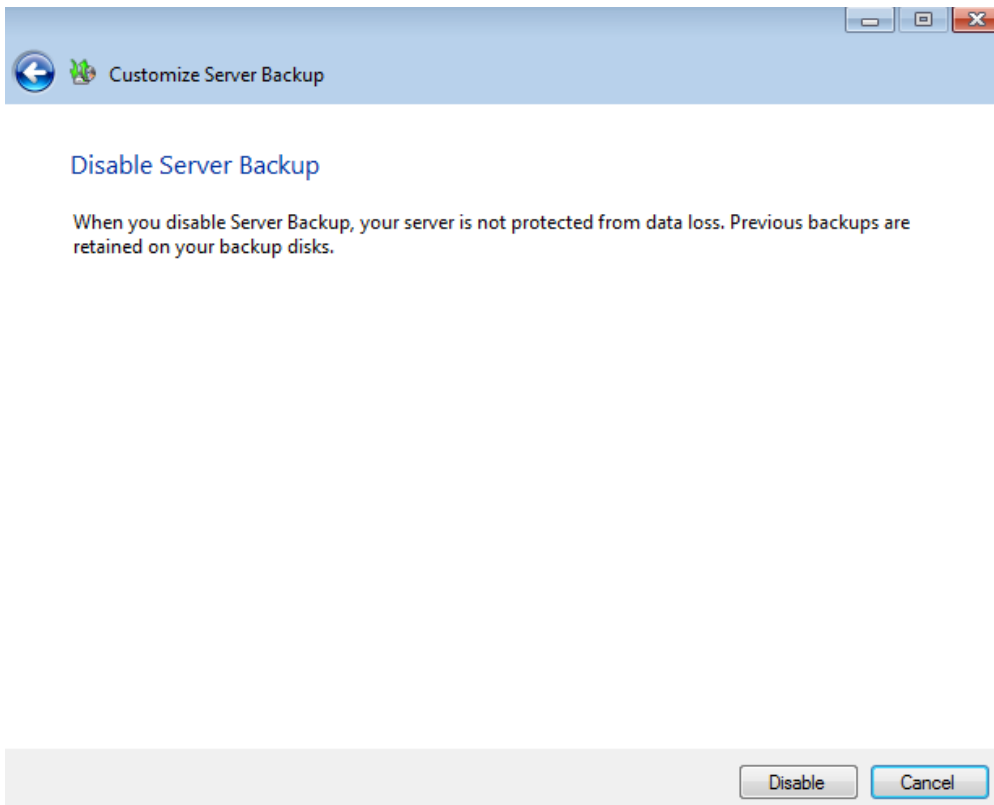 Customize Server Backup
Disable Server Backup
When you disable Server Backup, your server is not protected from data loss. Previous backups are
retained on your backup disks.
Disable
Cancel